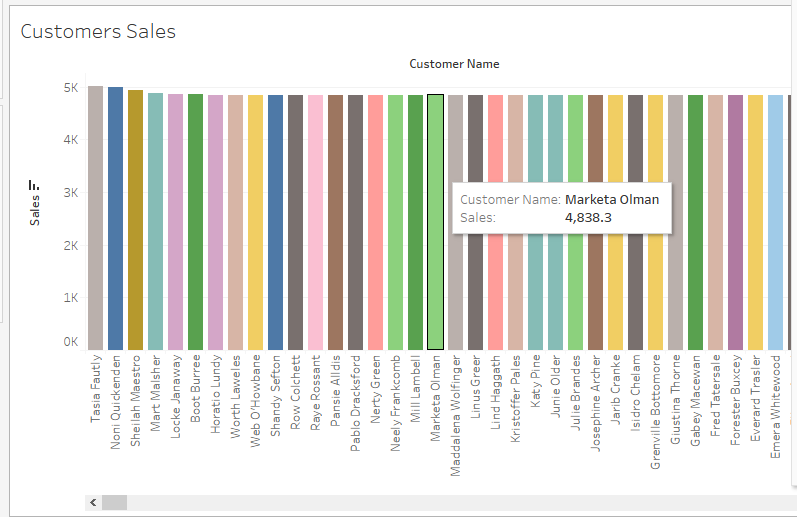 Customers Sales
Customer Name
Sales
5K
4K
3K
2K
1K
0K
Customer Name: Marketa Olman
Sales: 4,838.3
Tasia Fautly
Noni Quickenden
Sheilah Maestro
Mart Malsher
Locke Janaway
Boot Burree
Horatio Lundy
Worth Laweles
Web O'Howbane
Shandy Sefton
Row Colchett
Raye Rossant
Pansie Alldis
Pablo Dracksford
Nerty Green
Neely Frankcomb
Mill Lambell
Marketa Olman
Maddalena Wolfinger
Linus Greer
Lind Haggath
Kristoffer Pales
Katy Pine
Junie Older
Julie Brandes
Josephine Archer
Jarib Cranke
Isidro Chelam
Grenville Bottomore
Giustina Thorne
Gabey Macewan
Fred Tatersale
Forester Buxcey
Everard Trasler
Emera Whitewood